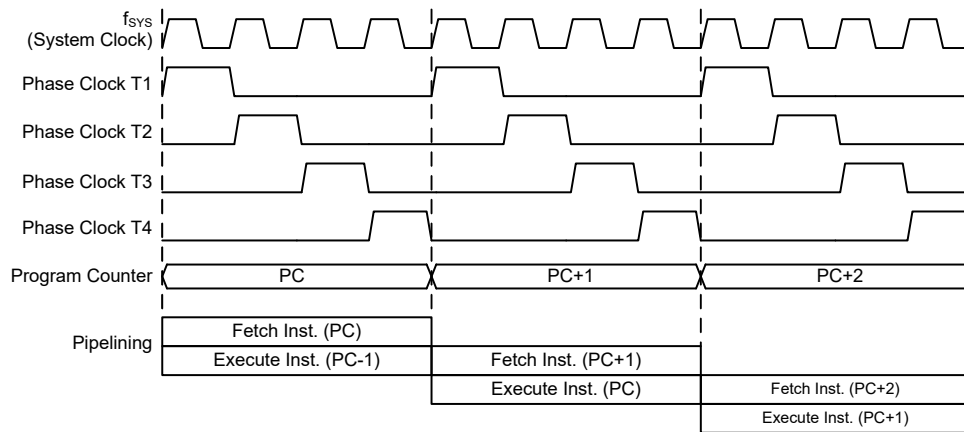 fSYS
(System Clock)
Phase Clock T1
Phase Clock T2
Phase Clock T3
Phase Clock T4
Program Counter PC PC+1 PC+2
Pipelining
Fetch Inst. (PC)
Execute Inst. (PC-1) Fetch Inst. (PC+1)
Execute Inst. (PC) Fetch Inst. (PC+2)
Execute Inst. (PC+1)